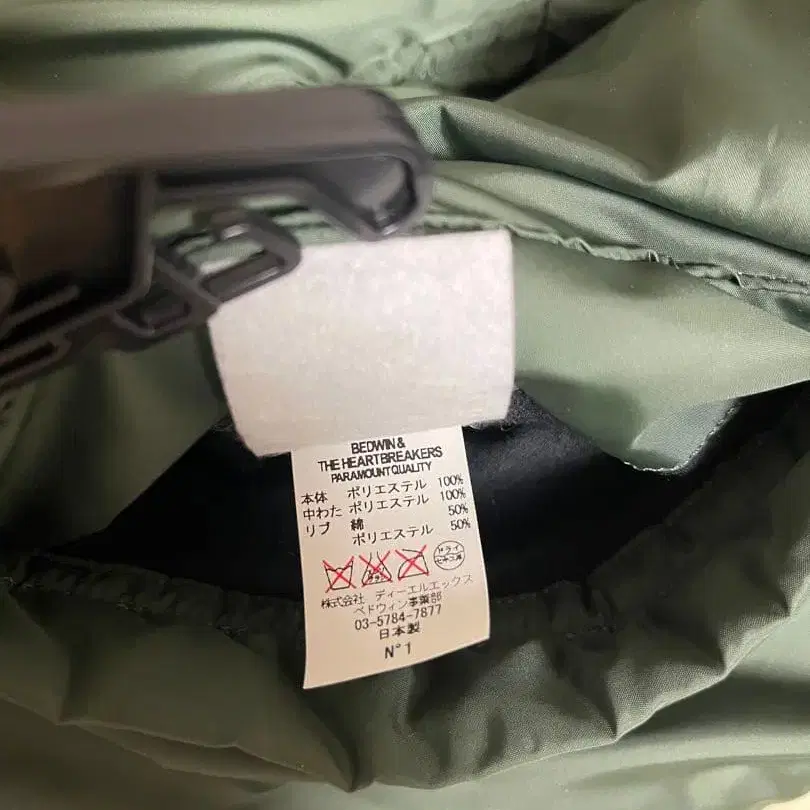 BEDWIN &
THE HEARTBREAKERS
PARAMOUNT QUALITY
本体 ポリエステル 100%
中わた ポリエステル 100%
リブ 綿 50%
ポリエステル 50%
ドライ
株式会社 ディーエルエックス
ベドウィン事業部
03-5784-7877
日本製
N°1